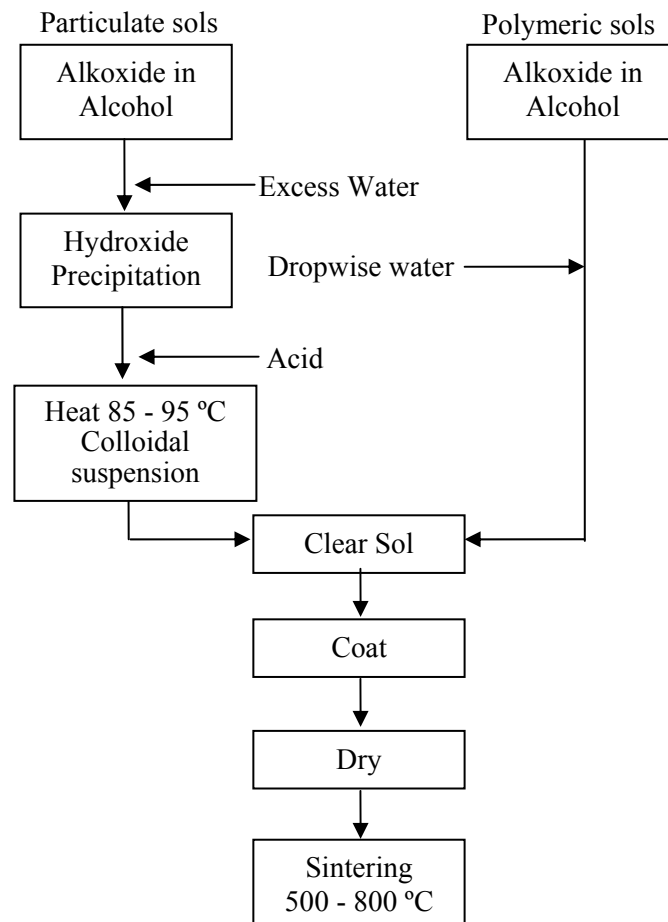 Particulate sols
Polymeric sols
Alkoxide in
Alcohol
Alkoxide in
Alcohol
Excess Water
Hydroxide
Precipitation
Dropwise water
Acid
Heat 85 - 95 ºC
Colloidal
suspension
Clear Sol
Coat
Dry
Sintering
500 - 800 ºC